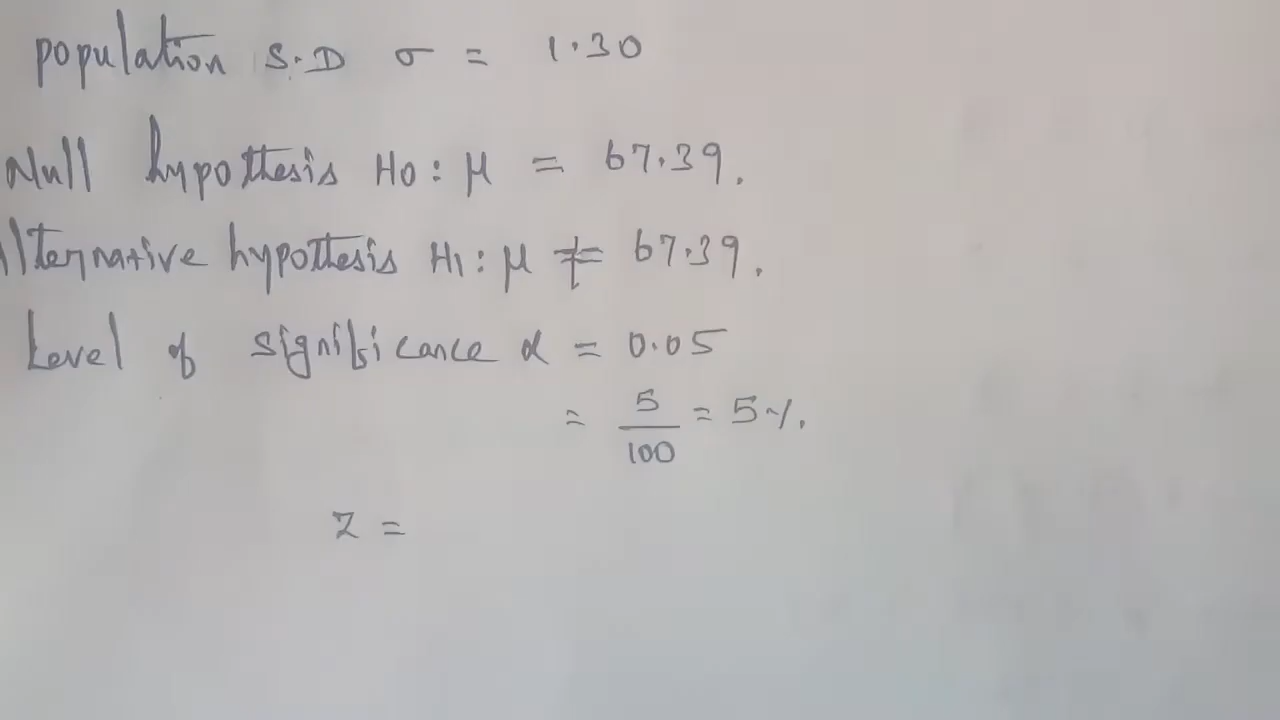 population S.D σ = 1.30
Null hypothesis H0 : μ = 67.39.
Alternative hypothesis H1 : μ ≠ 67.39.
Level of significance α = 0.05
= 5/100 = 5%.
Z =